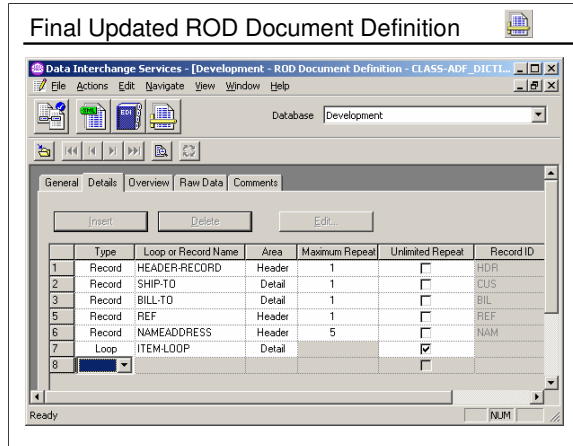 Final Updated ROD Document Definition
Data Interchange Services - [Development - ROD Document Definition - CLASS-ADF_DICTI...
File Actions Edit Navigate View Window Help
EDI Database Development
General Details Overview Raw Data Comments
Insert Delete Edit...
Type Loop or Record Name Area Maximum Repeat Unlimited Repeat Record ID
1 Record HEADER-RECORD Header 1 HDR
2 Record SHIP-TO Detail 1 CUS
3 Record BILL-TO Detail 1 BIL
5 Record REF Header 1 REF
6 Record NAMEADDRESS Header 5 NAM
7 Loop ITEM-LOOP Detail
8
Ready NUM